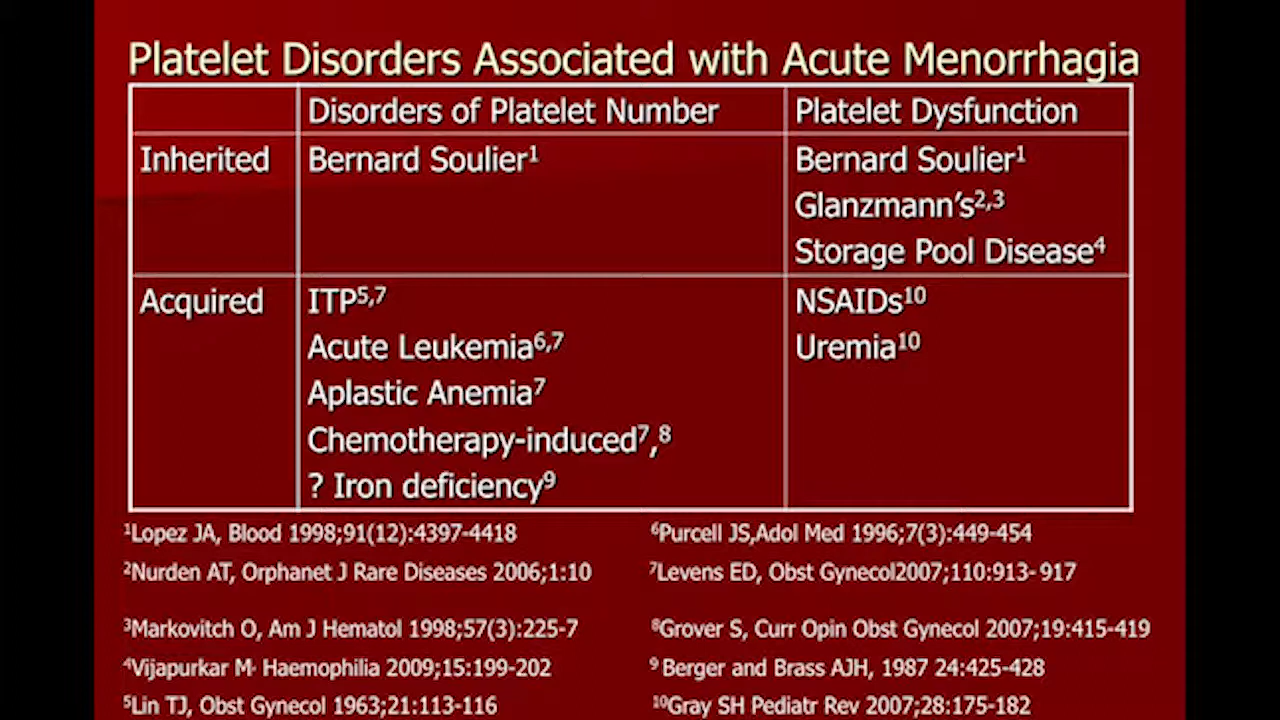 Platelet Disorders Associated with Acute Menorrhagia
Disorders of Platelet Number Platelet Dysfunction
Inherited Bernard Soulier¹ Bernard Soulier¹
Glanzmann's²,³
Storage Pool Disease⁴
Acquired ITP⁵,⁷ NSAIDs¹⁰
Acute Leukemia⁶,⁷ Uremia¹⁰
Aplastic Anemia⁷
Chemotherapy-induced⁷,⁸
? Iron deficiency⁹
¹Lopez JA, Blood 1998;91(12):4397-4418
²Nurden AT, Orphanet J Rare Diseases 2006;1:10
³Markovitch O, Am J Hematol 1998;57(3):225-7
⁴Vijapurkar M, Haemophilia 2009;15:199-202
⁵Lin TJ, Obst Gynecol 1963;21:113-116
⁶Purcell JS,Adol Med 1996;7(3):449-454
⁷Levens ED, Obst Gynecol2007;110:913-917
⁸Grover S, Curr Opin Obst Gynecol 2007;19:415-419
⁹ Berger and Brass AJH, 1987 24:425-428
¹⁰Gray SH Pediatr Rev 2007;28:175-182